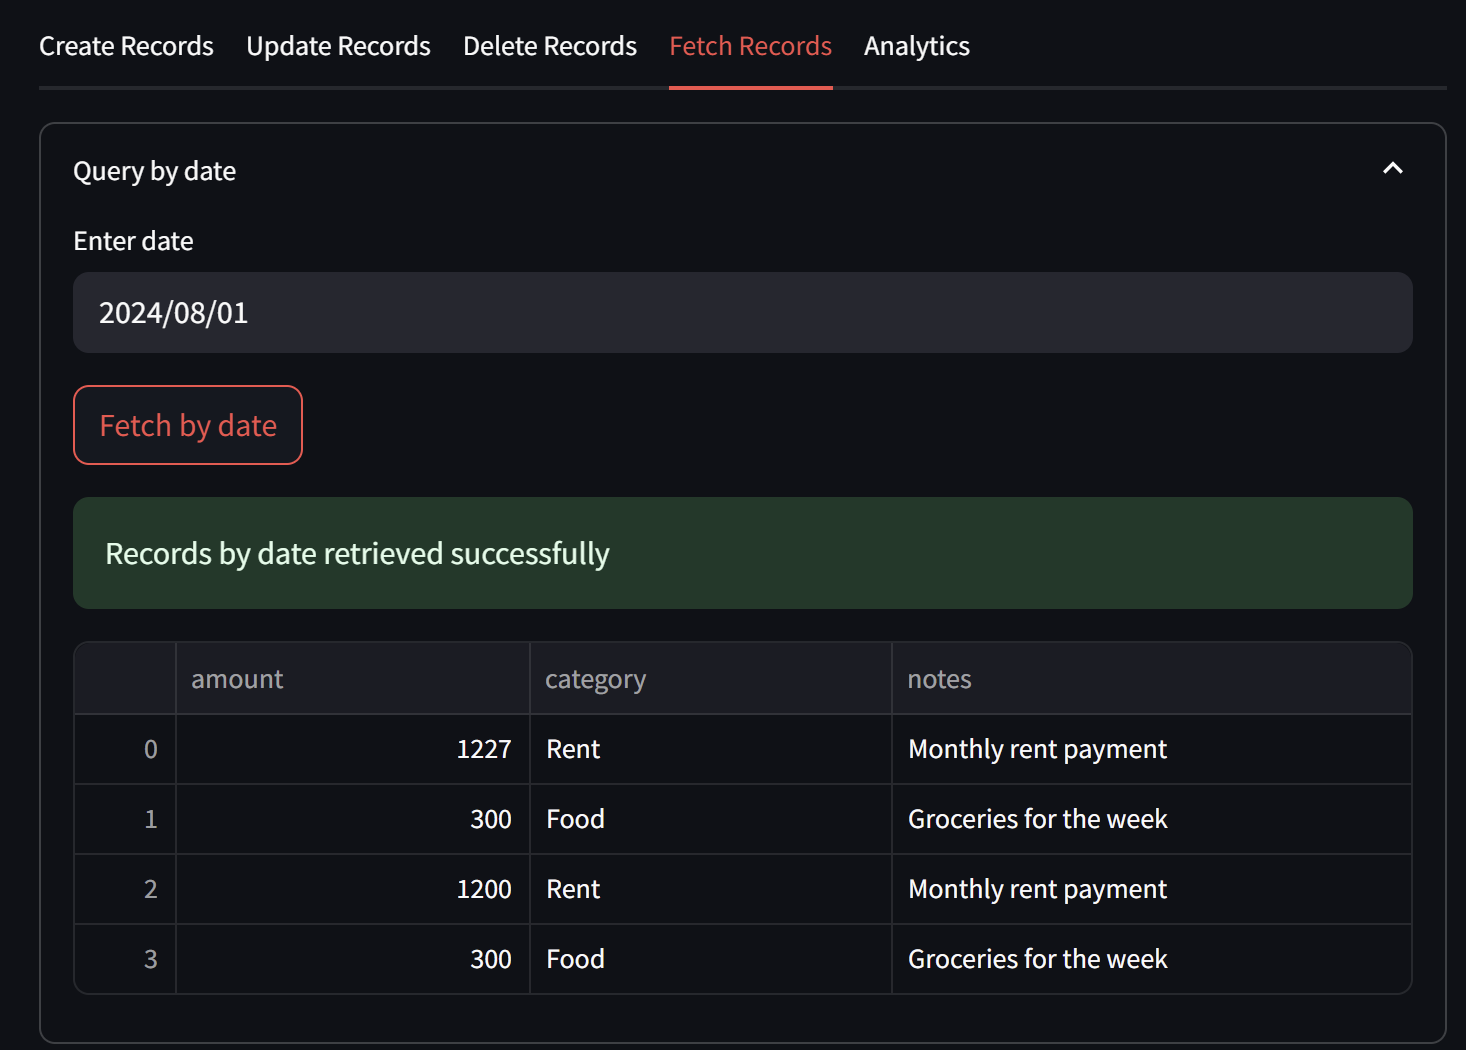 Create Records Update Records Delete Records Fetch Records Analytics
Query by date
Enter date
2024/08/01
Fetch by date
Records by date retrieved successfully
amount category notes
0 1227 Rent Monthly rent payment
1 300 Food Groceries for the week
2 1200 Rent Monthly rent payment
3 300 Food Groceries for the week